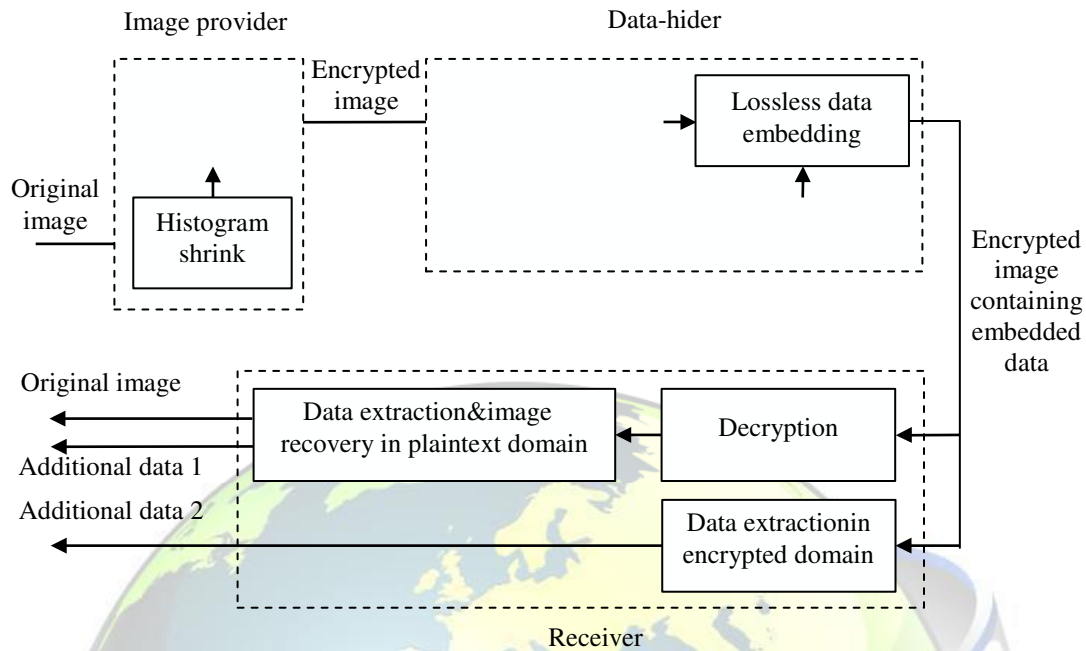 Image provider
Data-hider
Encrypted
image
Lossless data
embedding
Original
image
Histogram
shrink
Encrypted
image
containing
embedded
data
Original image
Data extraction&image
recovery in plaintext domain
Decryption
Additional data 1
Additional data 2
Data extractionin
encrypted domain
Receiver